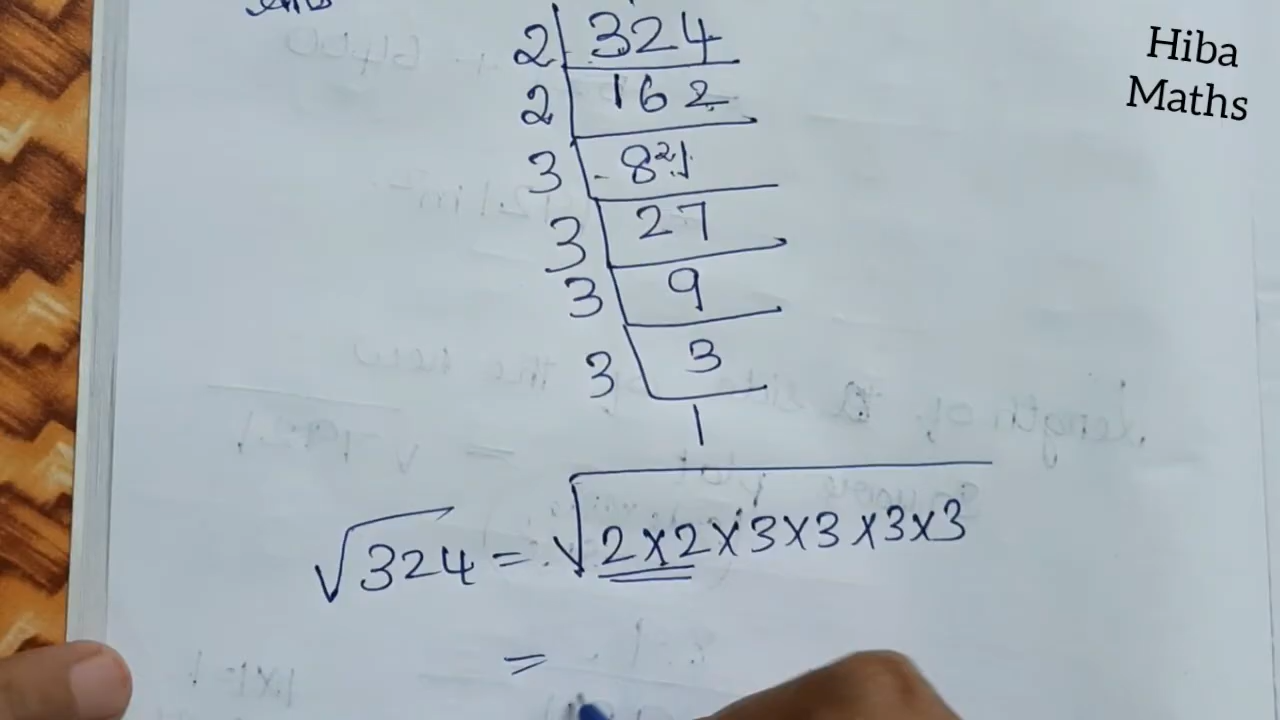 Hiba
Maths
2 324
2 162
3 81
3 27
3 9
3 3
1
√324 = √2×2×3×3×3×3
=